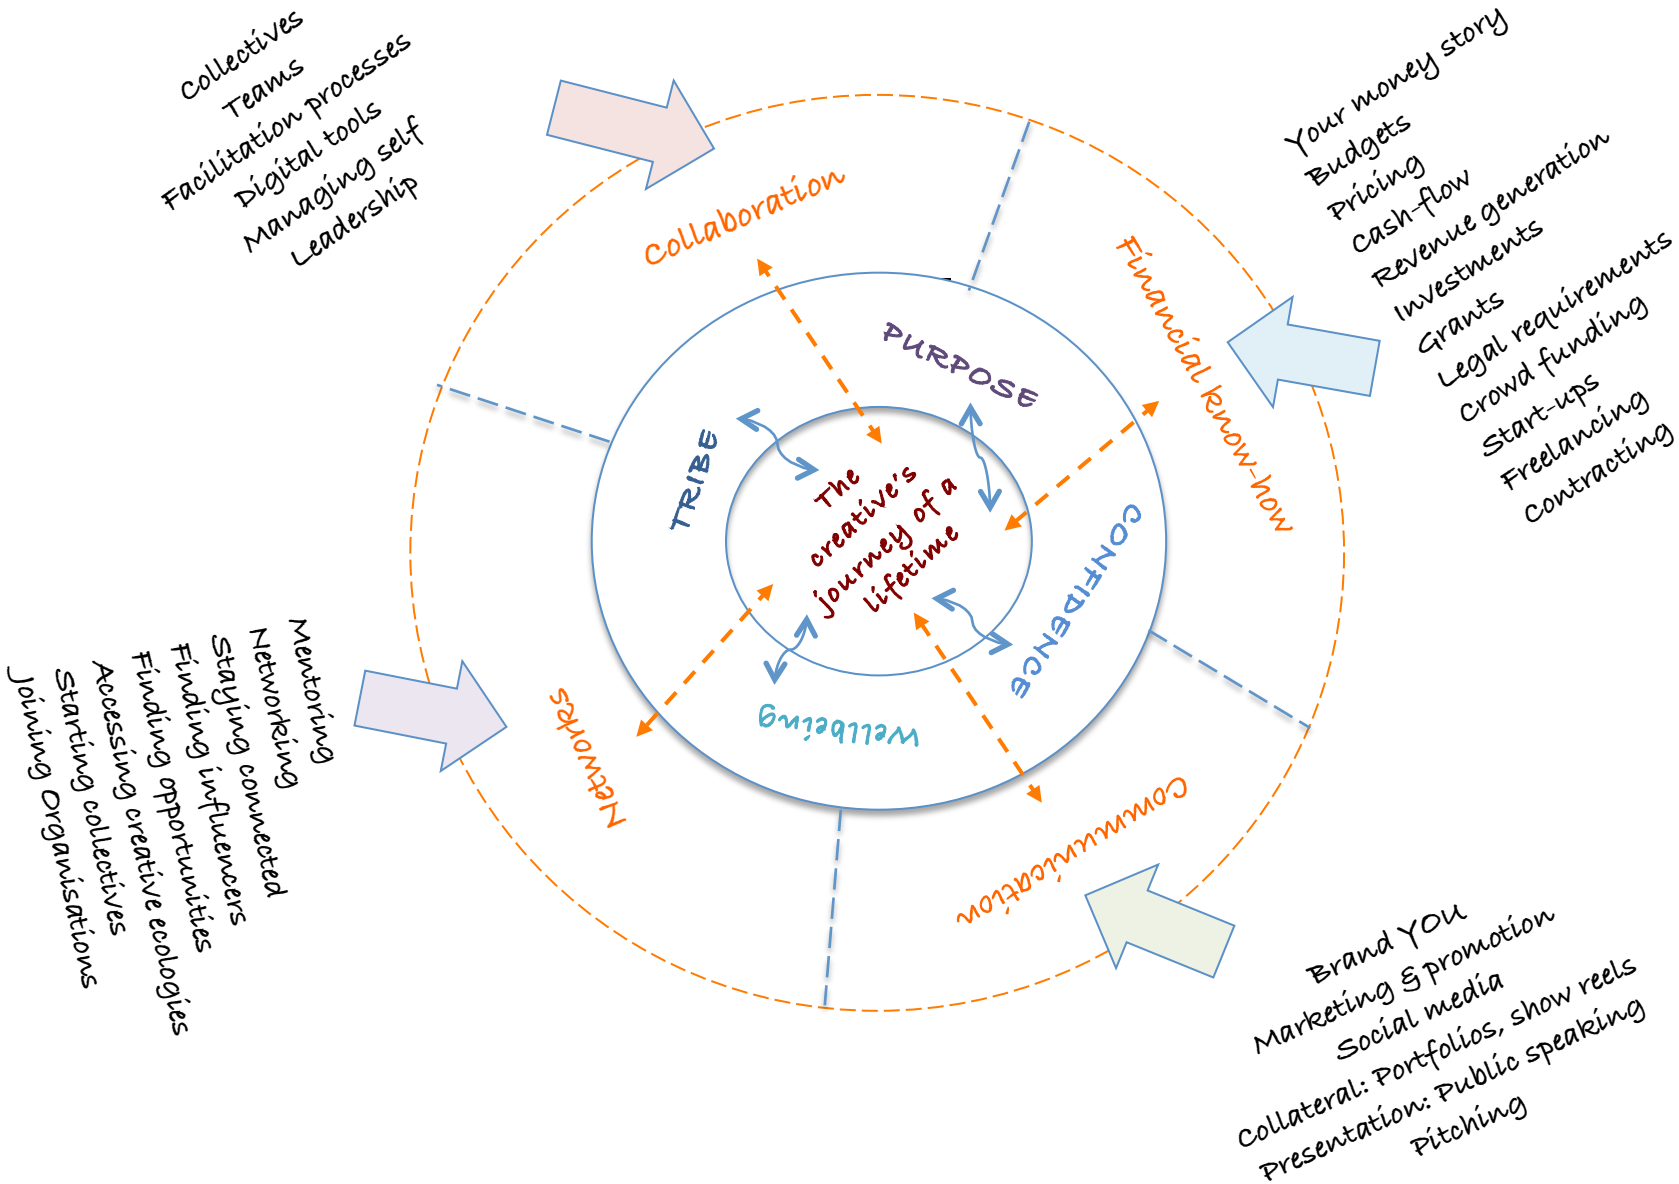 Collectives
Teams
Facilitation processes
Digital tools
Managing self
Leadership
Your money story
Budgets
Pricing
Cash-flow
Revenue generation
Investments
Grants
Legal requirements
Crowd funding
Start-ups
Freelancing
Contracting
Collaboration
Financial know-how
PURPOSE
TRIBE
CONFIDENCE
Wellbeing
The
creative's
journey of a
lifetime
Networks
Communication
Mentoring
Networking
Staying connected
Finding influencers
Finding opportunities
Accessing creative ecologies
Starting collectives
Joining Organisations
Brand YOU
Marketing & promotion
Social media
Collateral: Portfolios, show reels
Presentation: Public speaking
Pitching